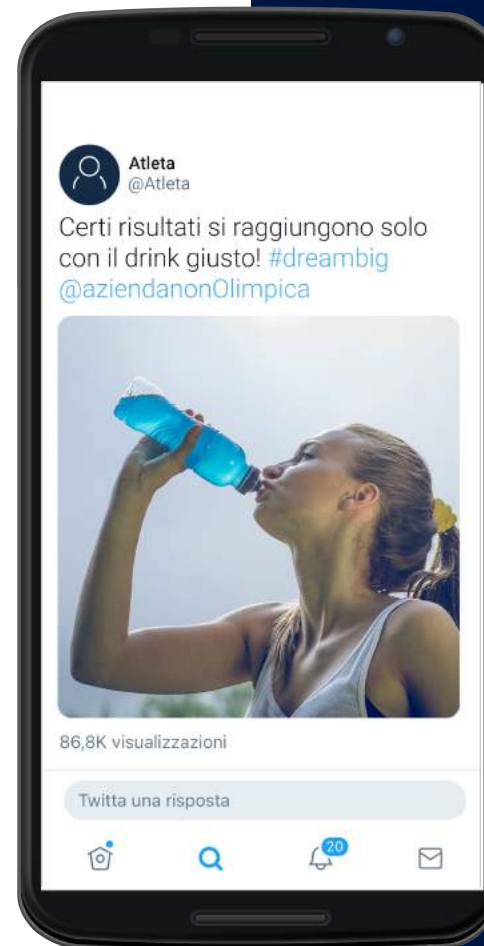 Atleta
@Atleta
Certi risultati si raggiungono solo
con il drink giusto! #dreambig
@aziendanonOlimpica
86,8K visualizzazioni
Twitta una risposta
20